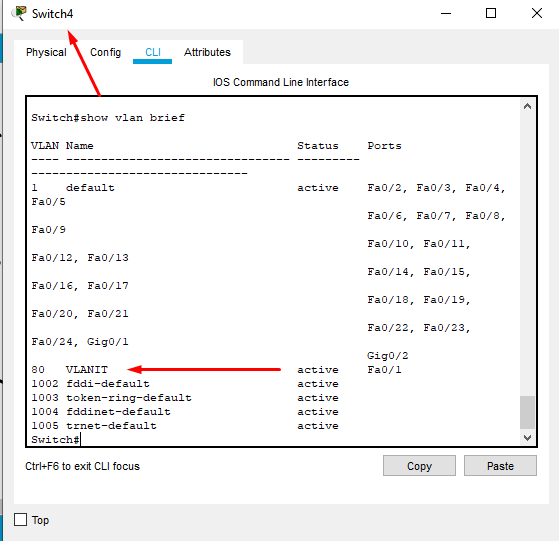 Switch4
Physical Config CLI Attributes
IOS Command Line Interface
Switch#show vlan brief
VLAN Name Status Ports
---- -------------------------------- --------- -------------------------------
1 default active Fa0/2, Fa0/3, Fa0/4,
Fa0/5
Fa0/6, Fa0/7, Fa0/8,
Fa0/9
Fa0/10, Fa0/11,
Fa0/12, Fa0/13
Fa0/14, Fa0/15,
Fa0/16, Fa0/17
Fa0/18, Fa0/19,
Fa0/20, Fa0/21
Fa0/22, Fa0/23,
Fa0/24, Gig0/1
Gig0/2
80 VLANIT active Fa0/1
1002 fddi-default active
1003 token-ring-default active
1004 fddinet-default active
1005 trnet-default active
Switch#
Ctrl+F6 to exit CLI focus Copy Paste
Top